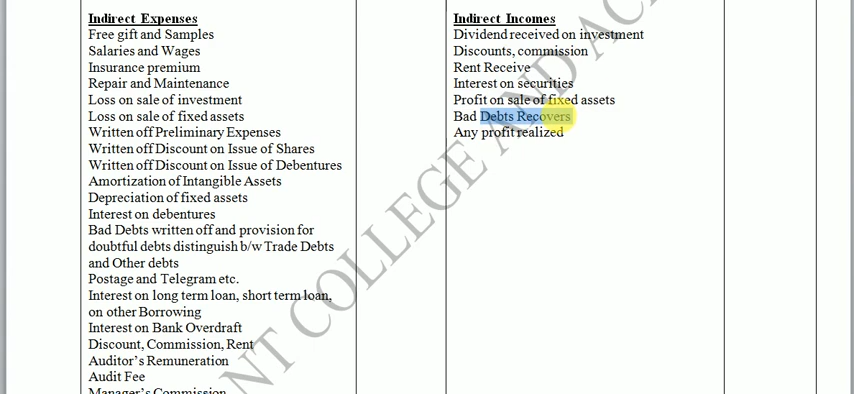 Indirect Expenses
Free gift and Samples
Salaries and Wages
Insurance premium
Repair and Maintenance
Loss on sale of investment
Loss on sale of fixed assets
Written off Preliminary Expenses
Written off Discount on Issue of Shares
Written off Discount on Issue of Debentures
Amortization of Intangible Assets
Depreciation of fixed assets
Interest on debentures
Bad Debts written off and provision for
doubtful debts distinguish b/w Trade Debts
and Other debts
Postage and Telegram etc.
Interest on long term loan, short term loan,
on other Borrowing
Interest on Bank Overdraft
Discount, Commission, Rent
Auditor's Remuneration
Audit Fee
Manager's Commission
Indirect Incomes
Dividend received on investment
Discounts, commission
Rent Receive
Interest on securities
Profit on sale of fixed assets
Bad Debts Recovers
Any profit realized
COLLEGE AND